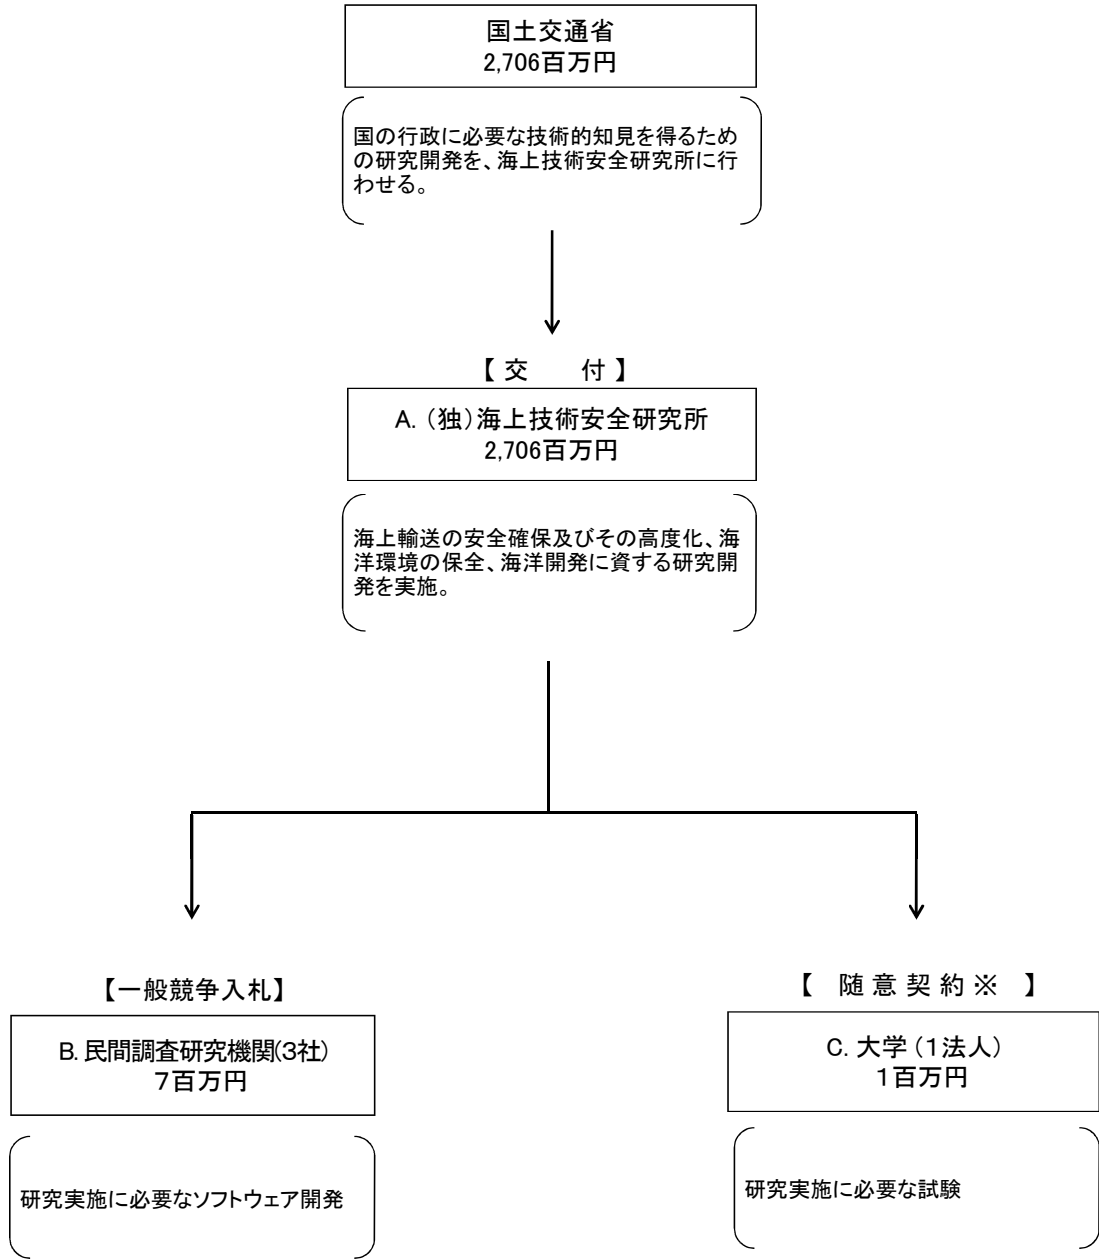 国土交通省
2,706百万円
国の行政に必要な技術的知見を得るため
の研究開発を、海上技術安全研究所に行
わせる。
【 交　　付 】
A. （独）海上技術安全研究所
2,706百万円
海上輸送の安全確保及びその高度化、海
洋環境の保全、海洋開発に資する研究開
発を実施。
【一般競争入札】
B. 民間調査研究機関(3社)
７百万円
研究実施に必要なソフトウェア開発
【　随 意 契 約 ※　】
C. 大学（１法人）
１百万円
研究実施に必要な試験